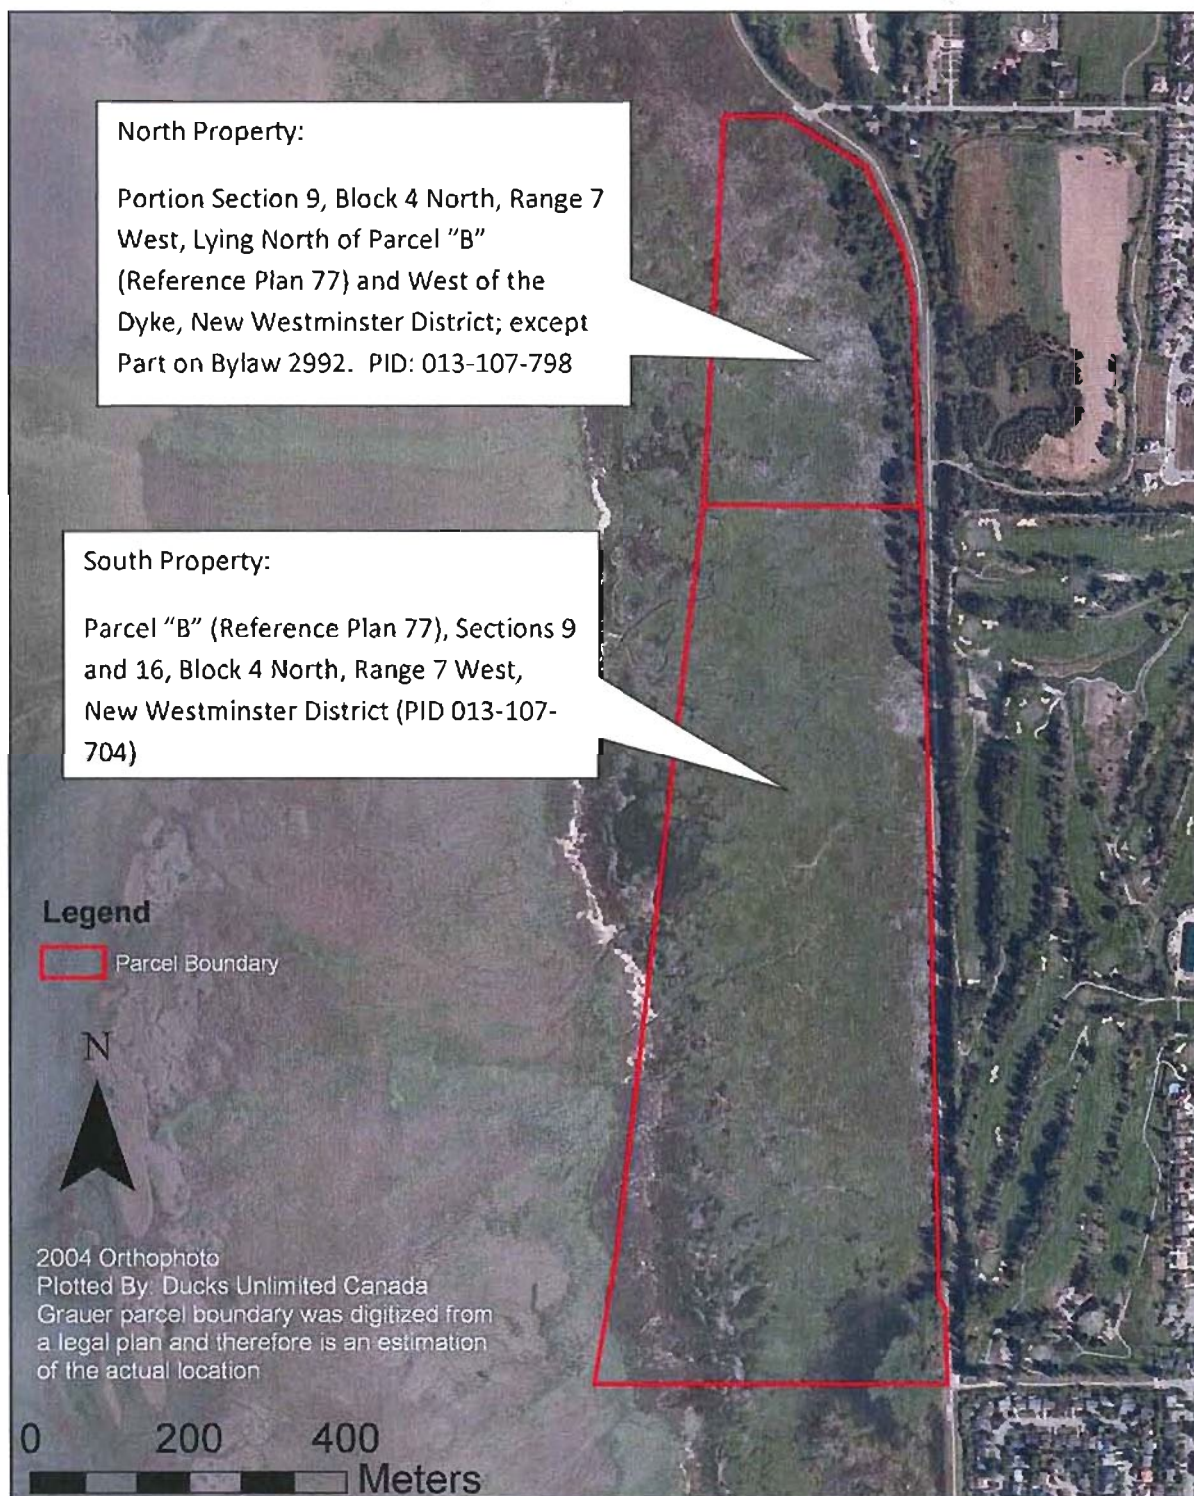 North Property:
Portion Section 9, Block 4 North, Range 7
West, Lying North of Parcel "B"
(Reference Plan 77) and West of the
Dyke, New Westminster District; except
Part on Bylaw 2992.  PID: 013-107-798
South Property:
Parcel “B” (Reference Plan 77), Sections 9
and 16, Block 4 North, Range 7 West,
New Westminster District (PID 013-107-
704)
Legend
Parcel Boundary
N
2004 Orthophoto
Plotted By: Ducks Unlimited Canada
Grauer parcel boundary was digitized from
a legal plan and therefore is an estimation
of the actual location
0 200 400
Meters